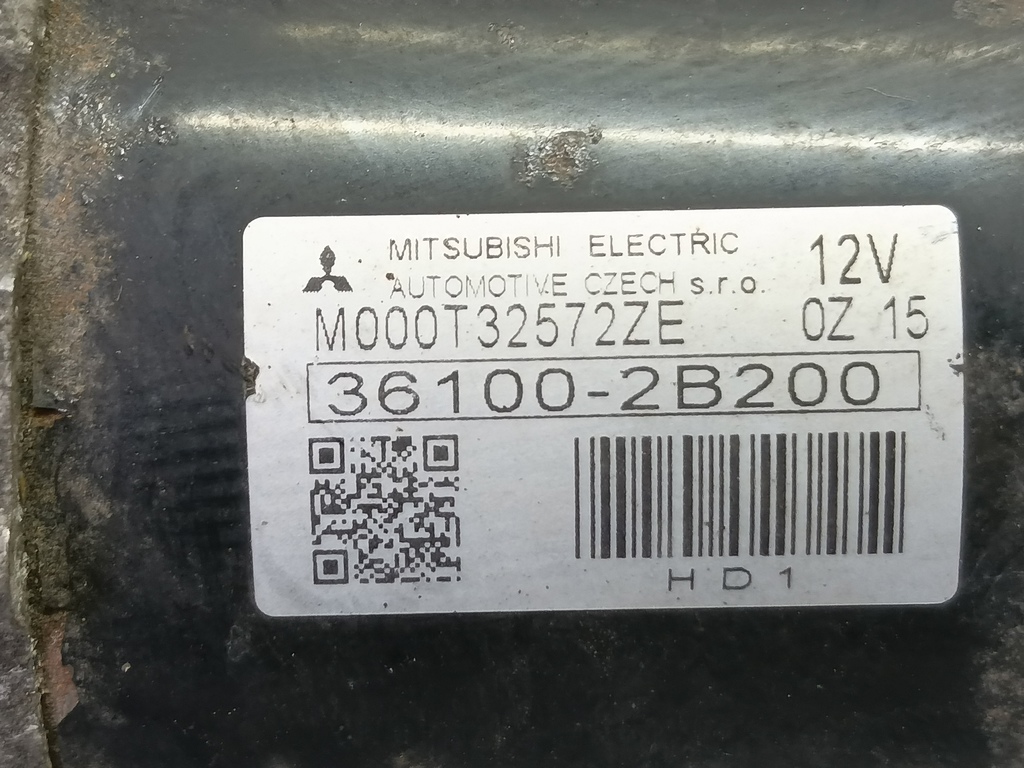 MITSUBISHI ELECTRIC 12V
AUTOMOTIVE CZECH s.r.o.
M000T32572ZE 0Z 15
36100-2B200
HD1